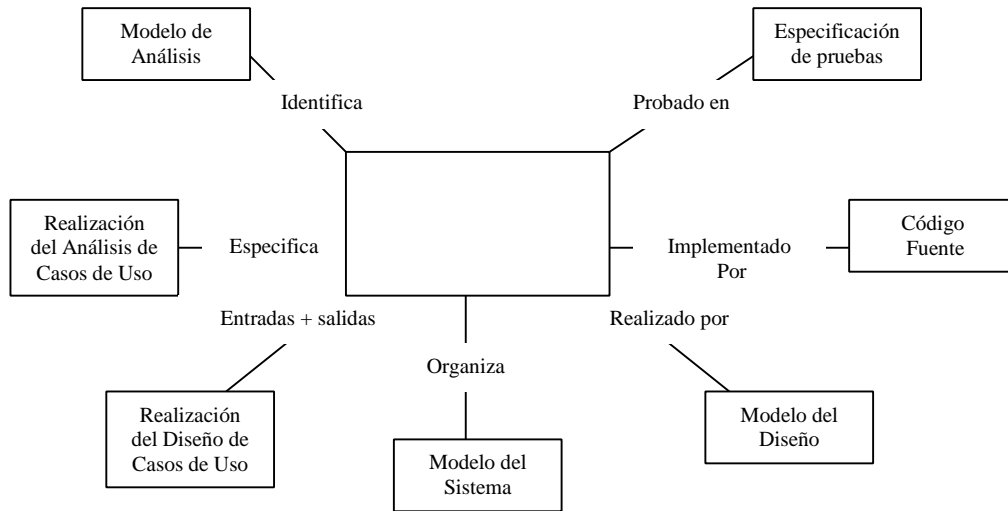 Modelo de
Análisis
Especificación
de pruebas
Identifica
Probado en
Realización
del Análisis de
Casos de Uso
Especifica
Implementado
Por
Código
Fuente
Entradas + salidas
Realizado por
Organiza
Realización
del Diseño de
Casos de Uso
Modelo del
Sistema
Modelo del
Diseño